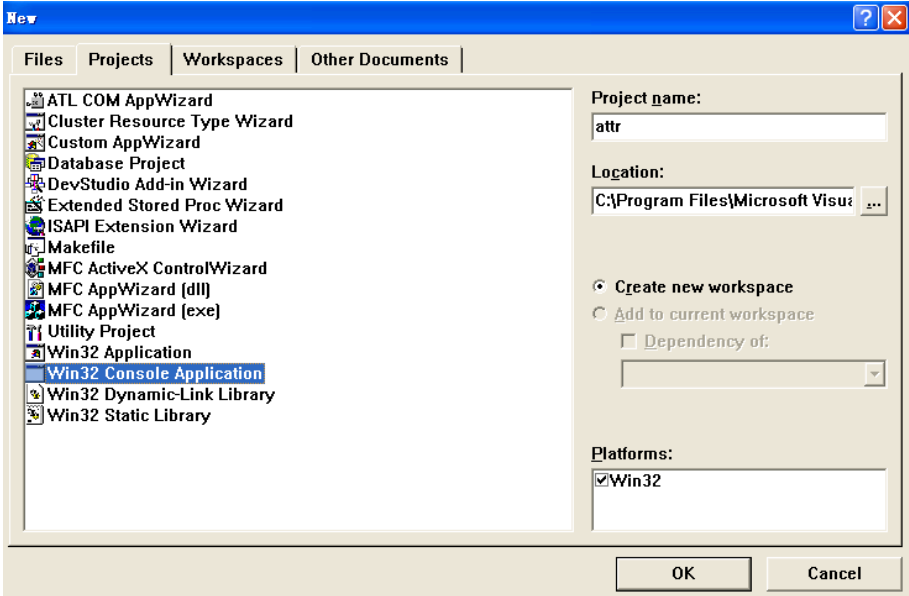 New
Files Projects Workspaces Other Documents
ATL COM AppWizard
Cluster Resource Type Wizard
Custom AppWizard
Database Project
DevStudio Add-in Wizard
Extended Stored Proc Wizard
ISAPI Extension Wizard
Makefile
MFC ActiveX ControlWizard
MFC AppWizard (dll)
MFC AppWizard (exe)
Utility Project
Win32 Application
Win32 Console Application
Win32 Dynamic-Link Library
Win32 Static Library
Project name:
attr
Location:
C:\Program Files\Microsoft Visua ...
Create new workspace
Add to current workspace
Dependency of:
Platforms:
Win32
OK Cancel